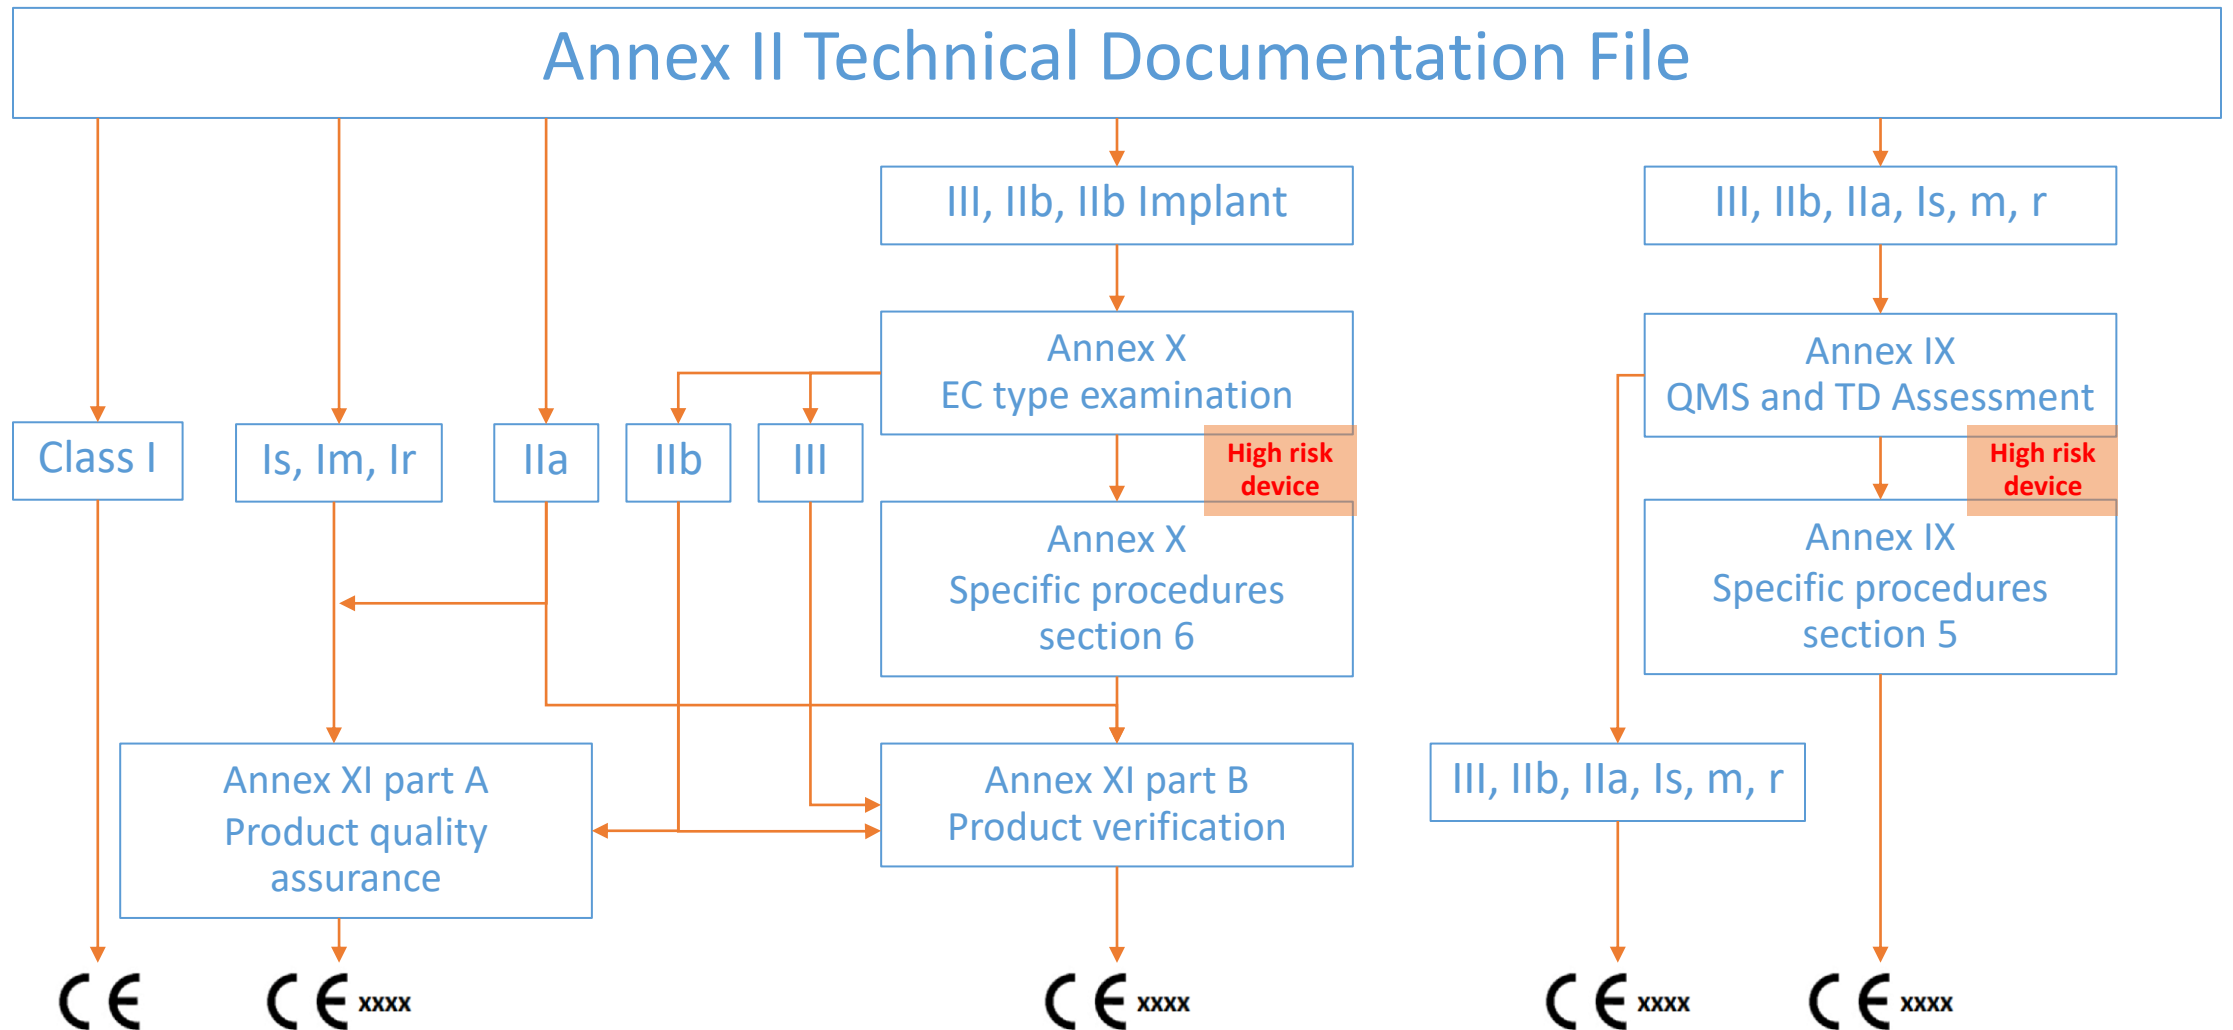 Annex II Technical Documentation File
III, IIb, IIb Implant
III, IIb, IIa, Is, m, r
Annex X
EC type examination
Annex IX
QMS and TD Assessment
Class I
Is, Im, Ir
IIa
IIb
III
High risk
device
High risk
device
Annex X
Specific procedures
section 6
Annex IX
Specific procedures
section 5
Annex XI part A
Product quality
assurance
Annex XI part B
Product verification
III, IIb, IIa, Is, m, r
CE
CE xxxx
CE xxxx
CE xxxx
CE xxxx